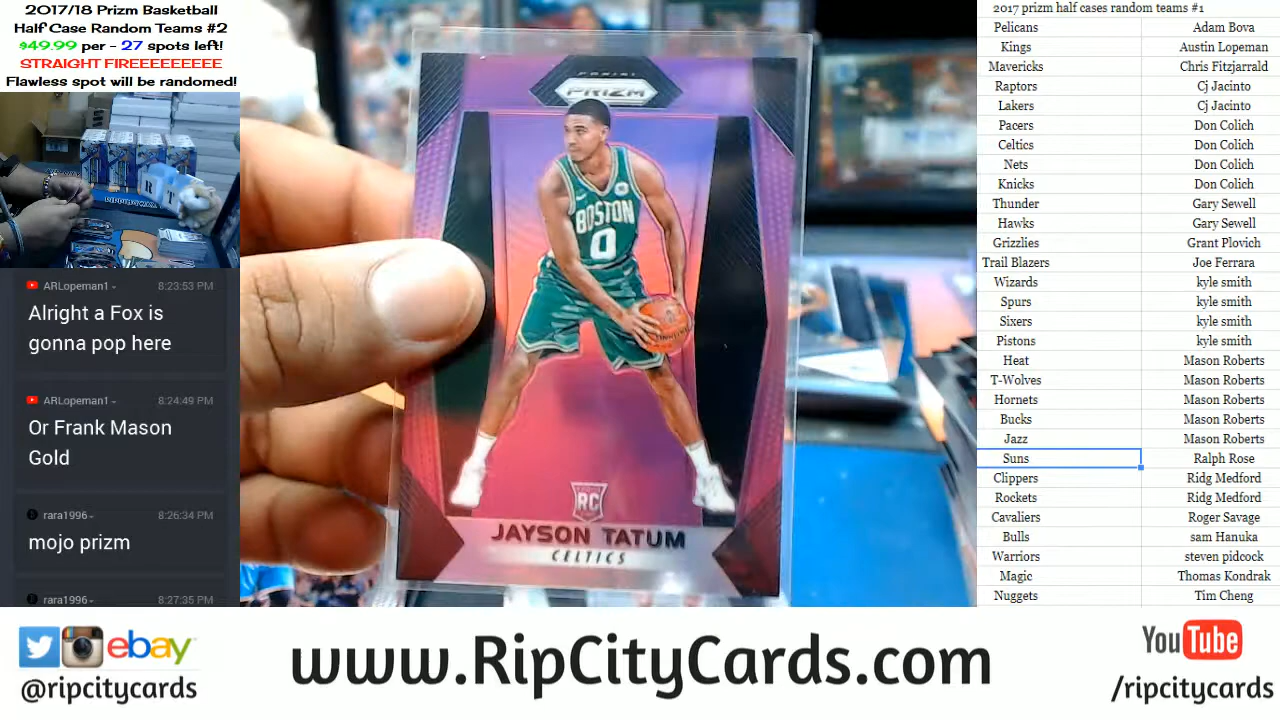 2017/18 Prizm Basketball
Half Case Random Teams #2
$49.99 per - 27 spots left!
STRAIGHT FIREEEEEEEEE
Flawless spot will be randomed!
ARLopeman1 8:23:53 PM
Alright a Fox is
gonna pop here
ARLopeman1 8:24:49 PM
Or Frank Mason
Gold
rara1996 8:26:34 PM
mojo prizm
rara1996 8:27:35 PM
PANINI
PRIZM
BOSTON
0
RC
JAYSON TATUM
CELTICS
2017 prizm half cases random teams #1
Pelicans Adam Bova
Kings Austin Lopeman
Mavericks Chris Fitzjarrald
Raptors Cj Jacinto
Lakers Cj Jacinto
Pacers Don Colich
Celtics Don Colich
Nets Don Colich
Knicks Don Colich
Thunder Gary Sewell
Hawks Gary Sewell
Grizzlies Grant Plovich
Trail Blazers Joe Ferrara
Wizards kyle smith
Spurs kyle smith
Sixers kyle smith
Pistons kyle smith
Heat Mason Roberts
T-Wolves Mason Roberts
Hornets Mason Roberts
Bucks Mason Roberts
Jazz Mason Roberts
Suns Ralph Rose
Clippers Ridg Medford
Rockets Ridg Medford
Cavaliers Roger Savage
Bulls sam Hanuka
Warriors steven pidcock
Magic Thomas Kondrak
Nuggets Tim Cheng
ebay
@ripcitycards
www.RipCityCards.com
YouTube
/ripcitycards